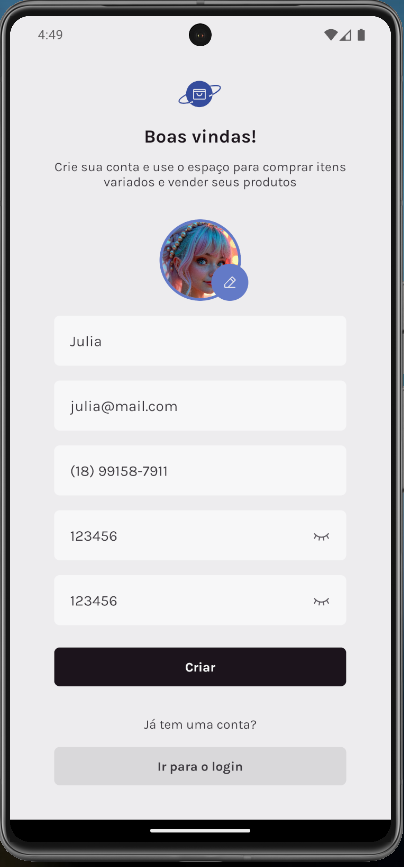 4:49
Boas vindas!
Crie sua conta e use o espaço para comprar itens
variados e vender seus produtos
Julia
julia@mail.com
(18) 99158-7911
123456
123456
Criar
Já tem uma conta?
Ir para o login